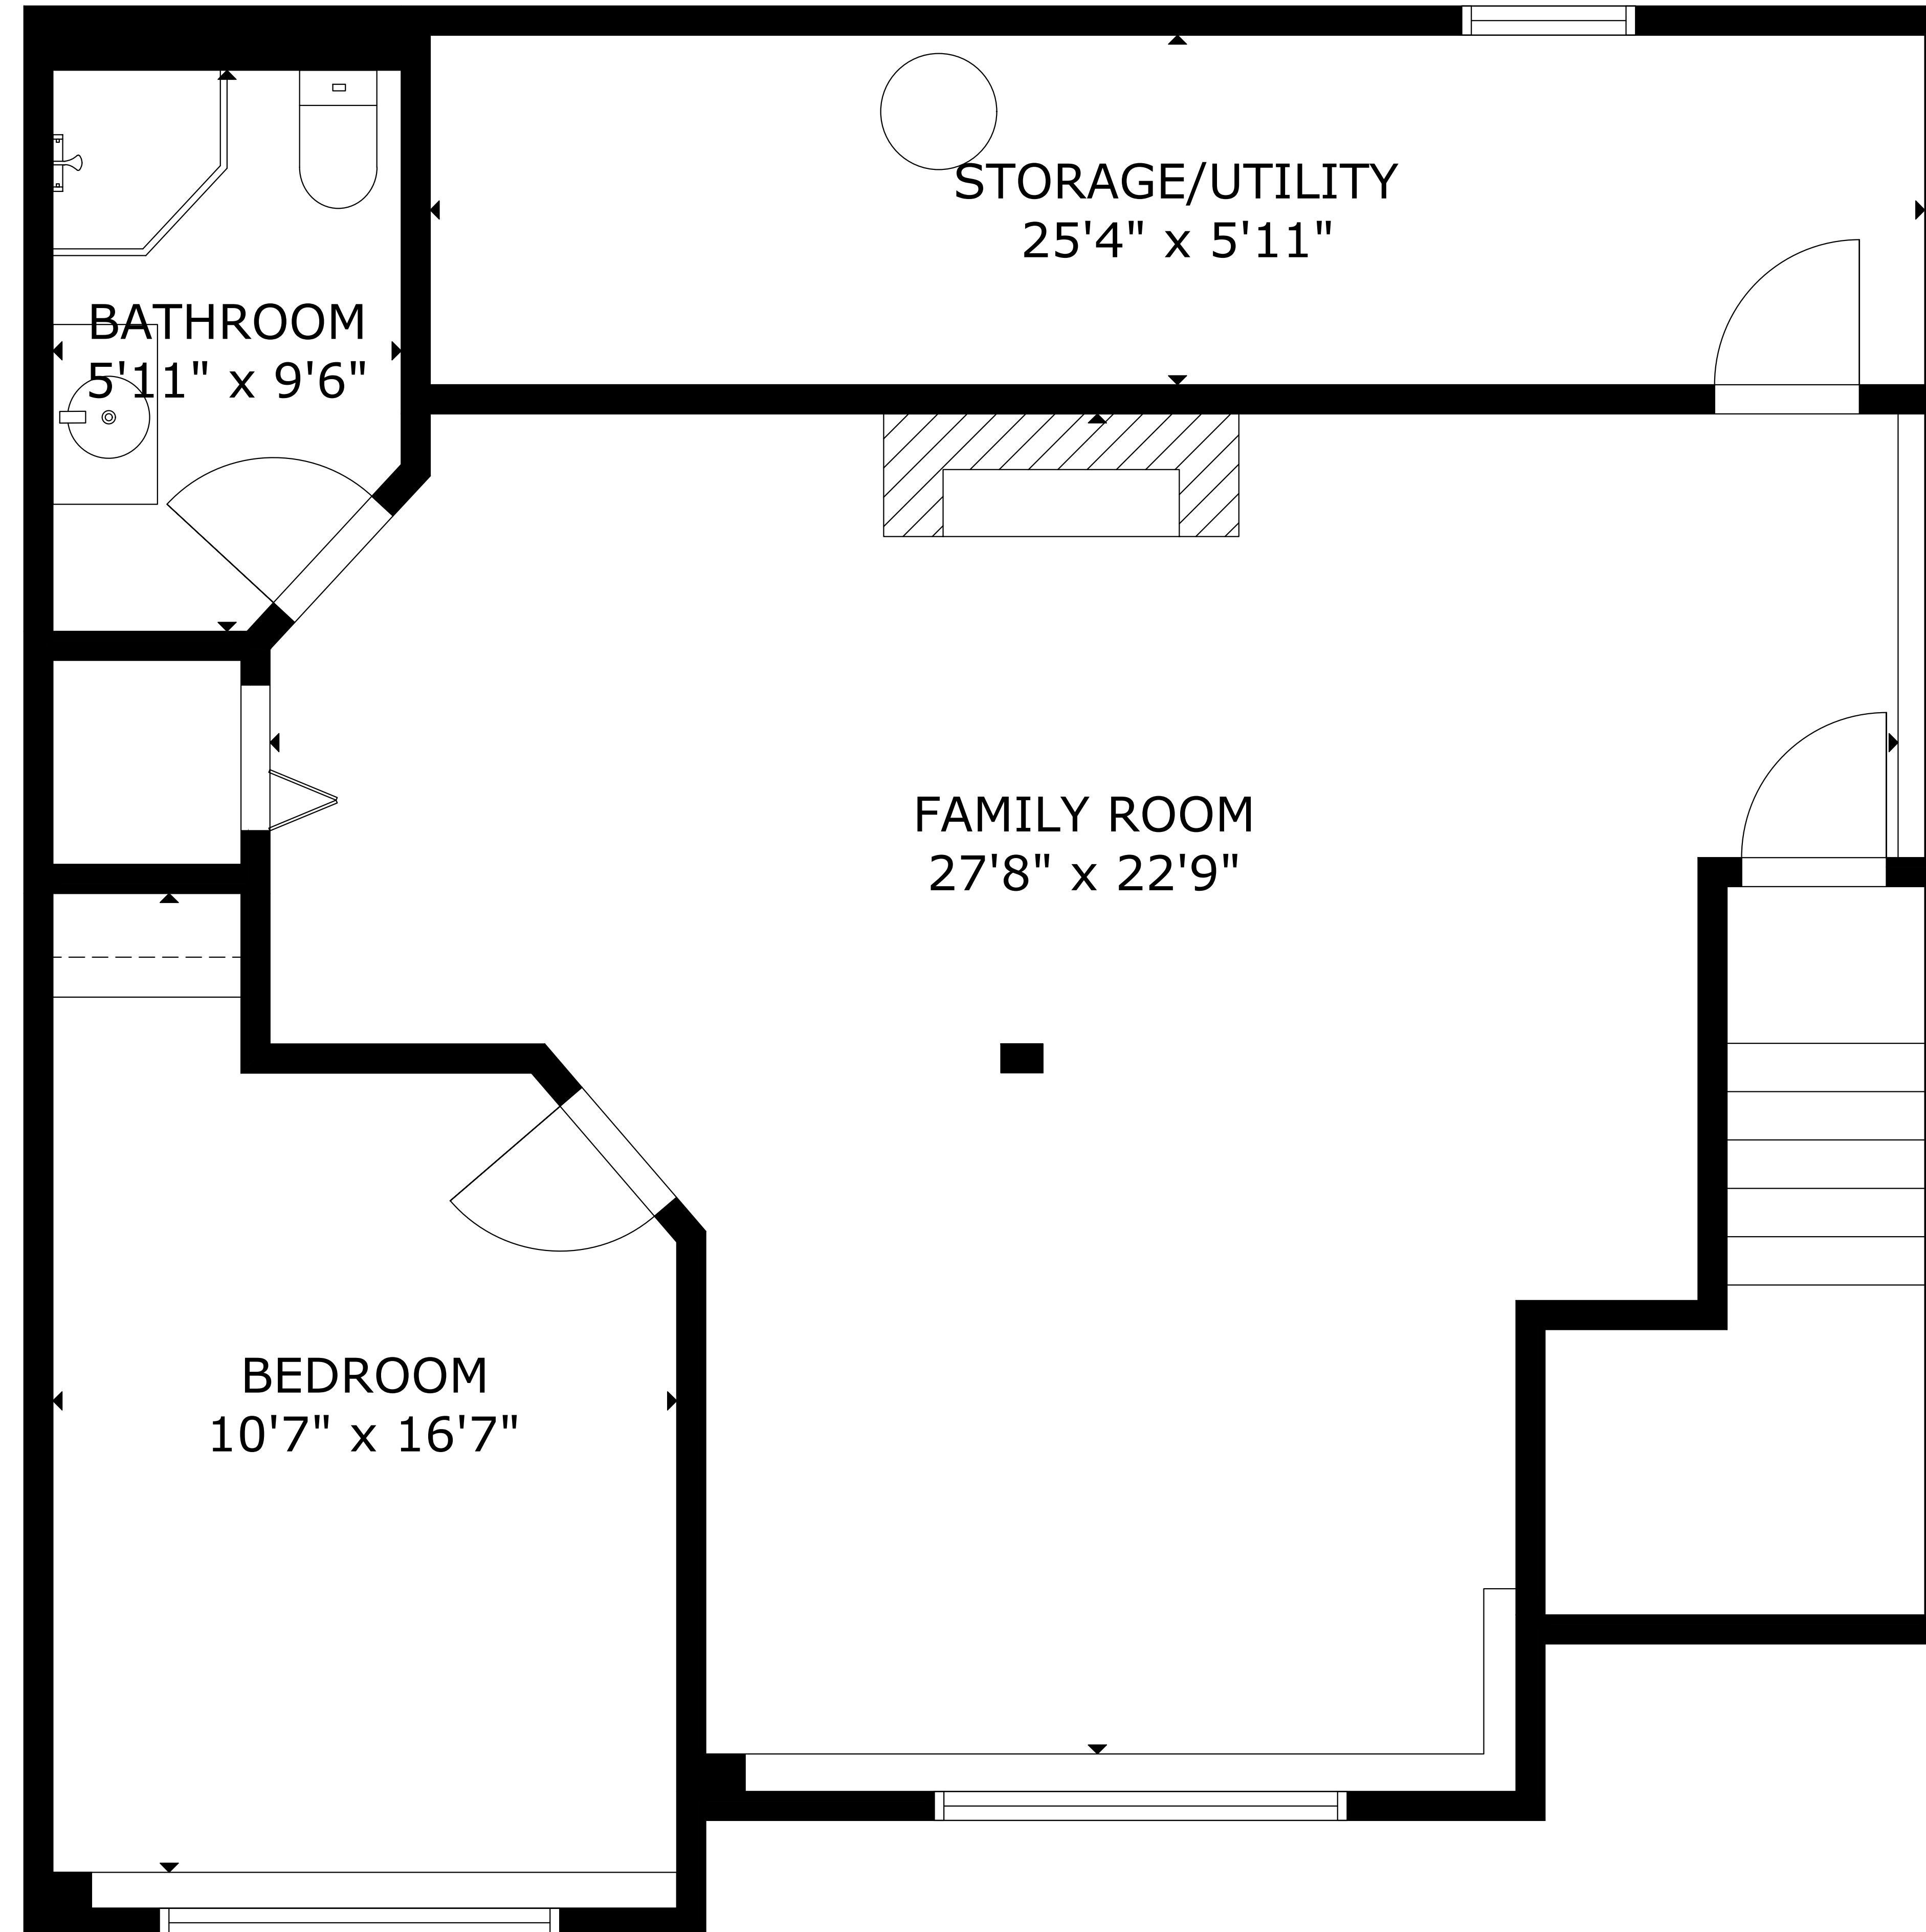 STORAGE/UTILITY
25'4" x 5'11"
BATHROOM
5'11" x 9'6"
FAMILY ROOM
27'8" x 22'9"
BEDROOM
10'7" x 16'7"